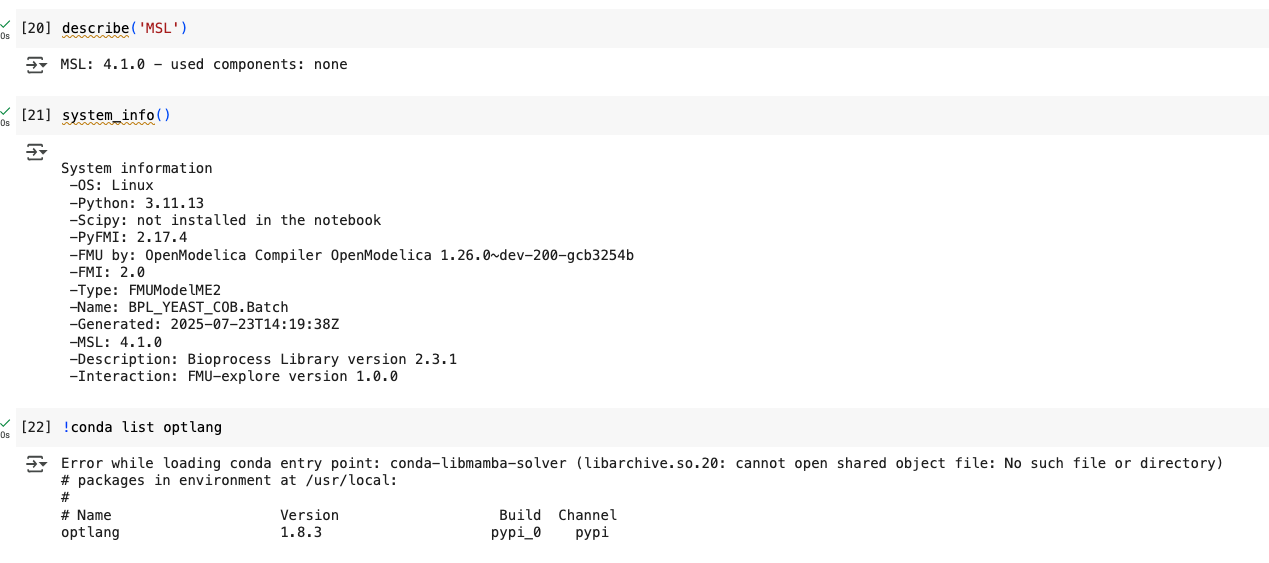 [20] describe('MSL')
0s
MSL: 4.1.0 – used components: none
[21] system_info()
0s
System information
-OS: Linux
-Python: 3.11.13
-Scipy: not installed in the notebook
-PyFMI: 2.17.4
-FMU by: OpenModelica Compiler OpenModelica 1.26.0~dev-200-gcb3254b
-FMI: 2.0
-Type: FMUModelME2
-Name: BPL_YEAST_COB.Batch
-Generated: 2025-07-23T14:19:38Z
-MSL: 4.1.0
-Description: Bioprocess Library version 2.3.1
-Interaction: FMU-explore version 1.0.0
[22] !conda list optlang
0s
Error while loading conda entry point: conda-libmamba-solver (libarchive.so.20: cannot open shared object file: No such file or directory)
# packages in environment at /usr/local:
#
# Name Version Build Channel
optlang 1.8.3 pypi_0 pypi